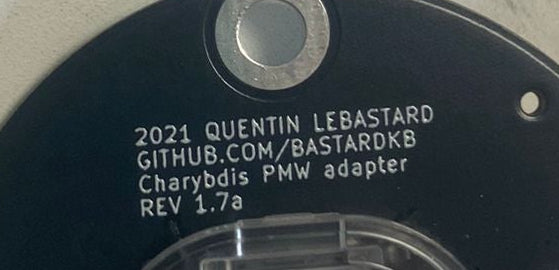 2021 QUENTIN LEBASTARD
GITHUB.COM/BASTARDKB
Charybdis PMW adapter
REV 1.7a